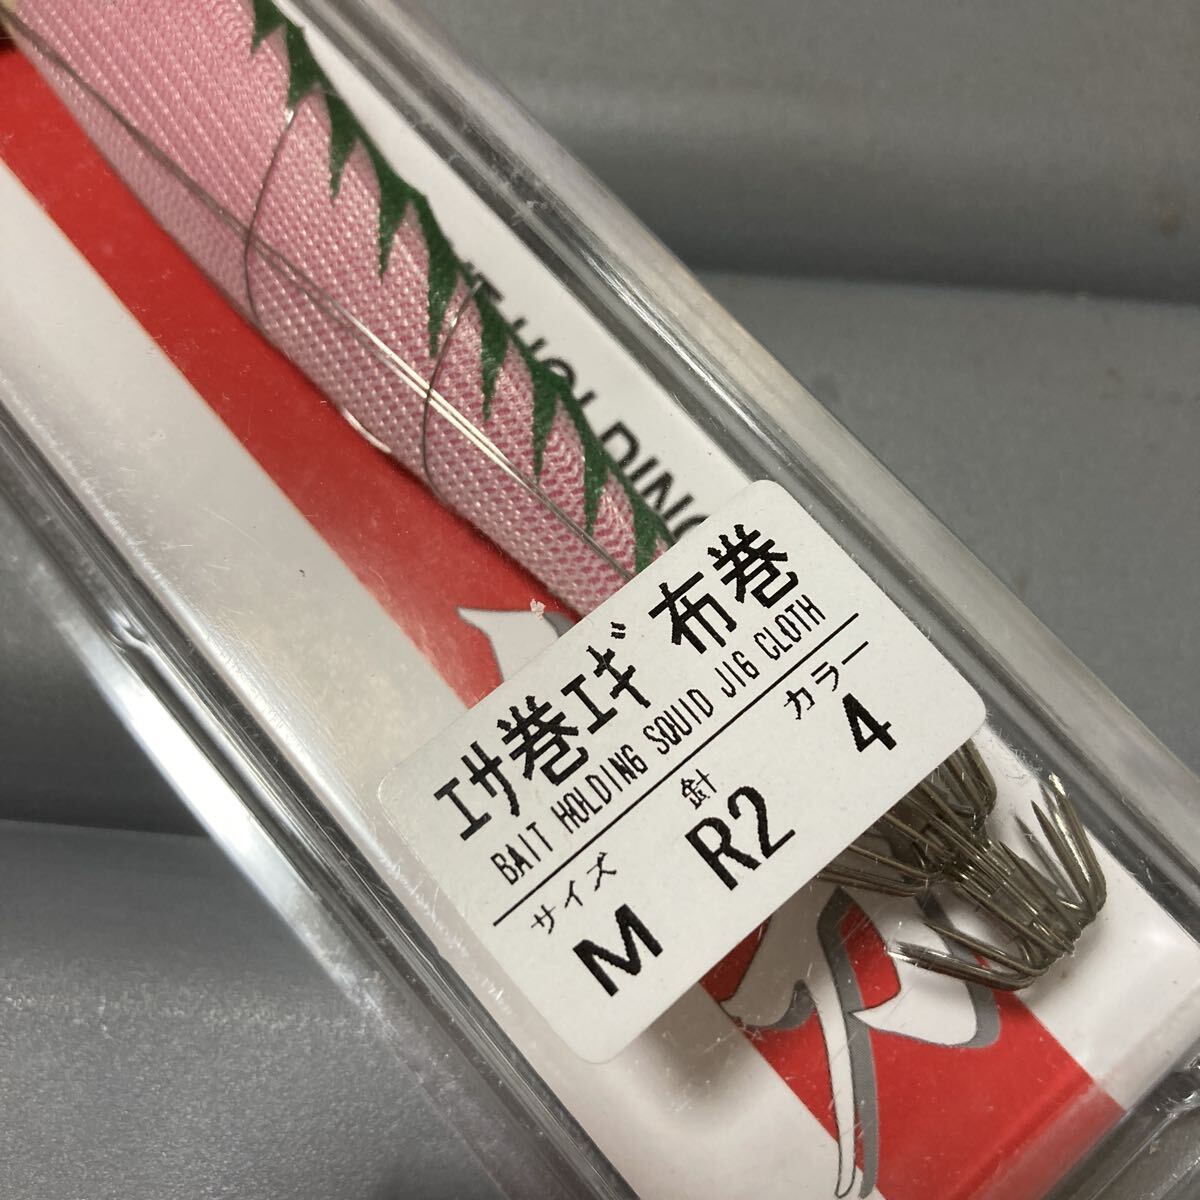 T HOLDING
ｴｻ巻ｴｷﾞ 布巻
BAIT HOLDING SQUID JIG CLOTH
サイズ 針 カラー
M R2 4